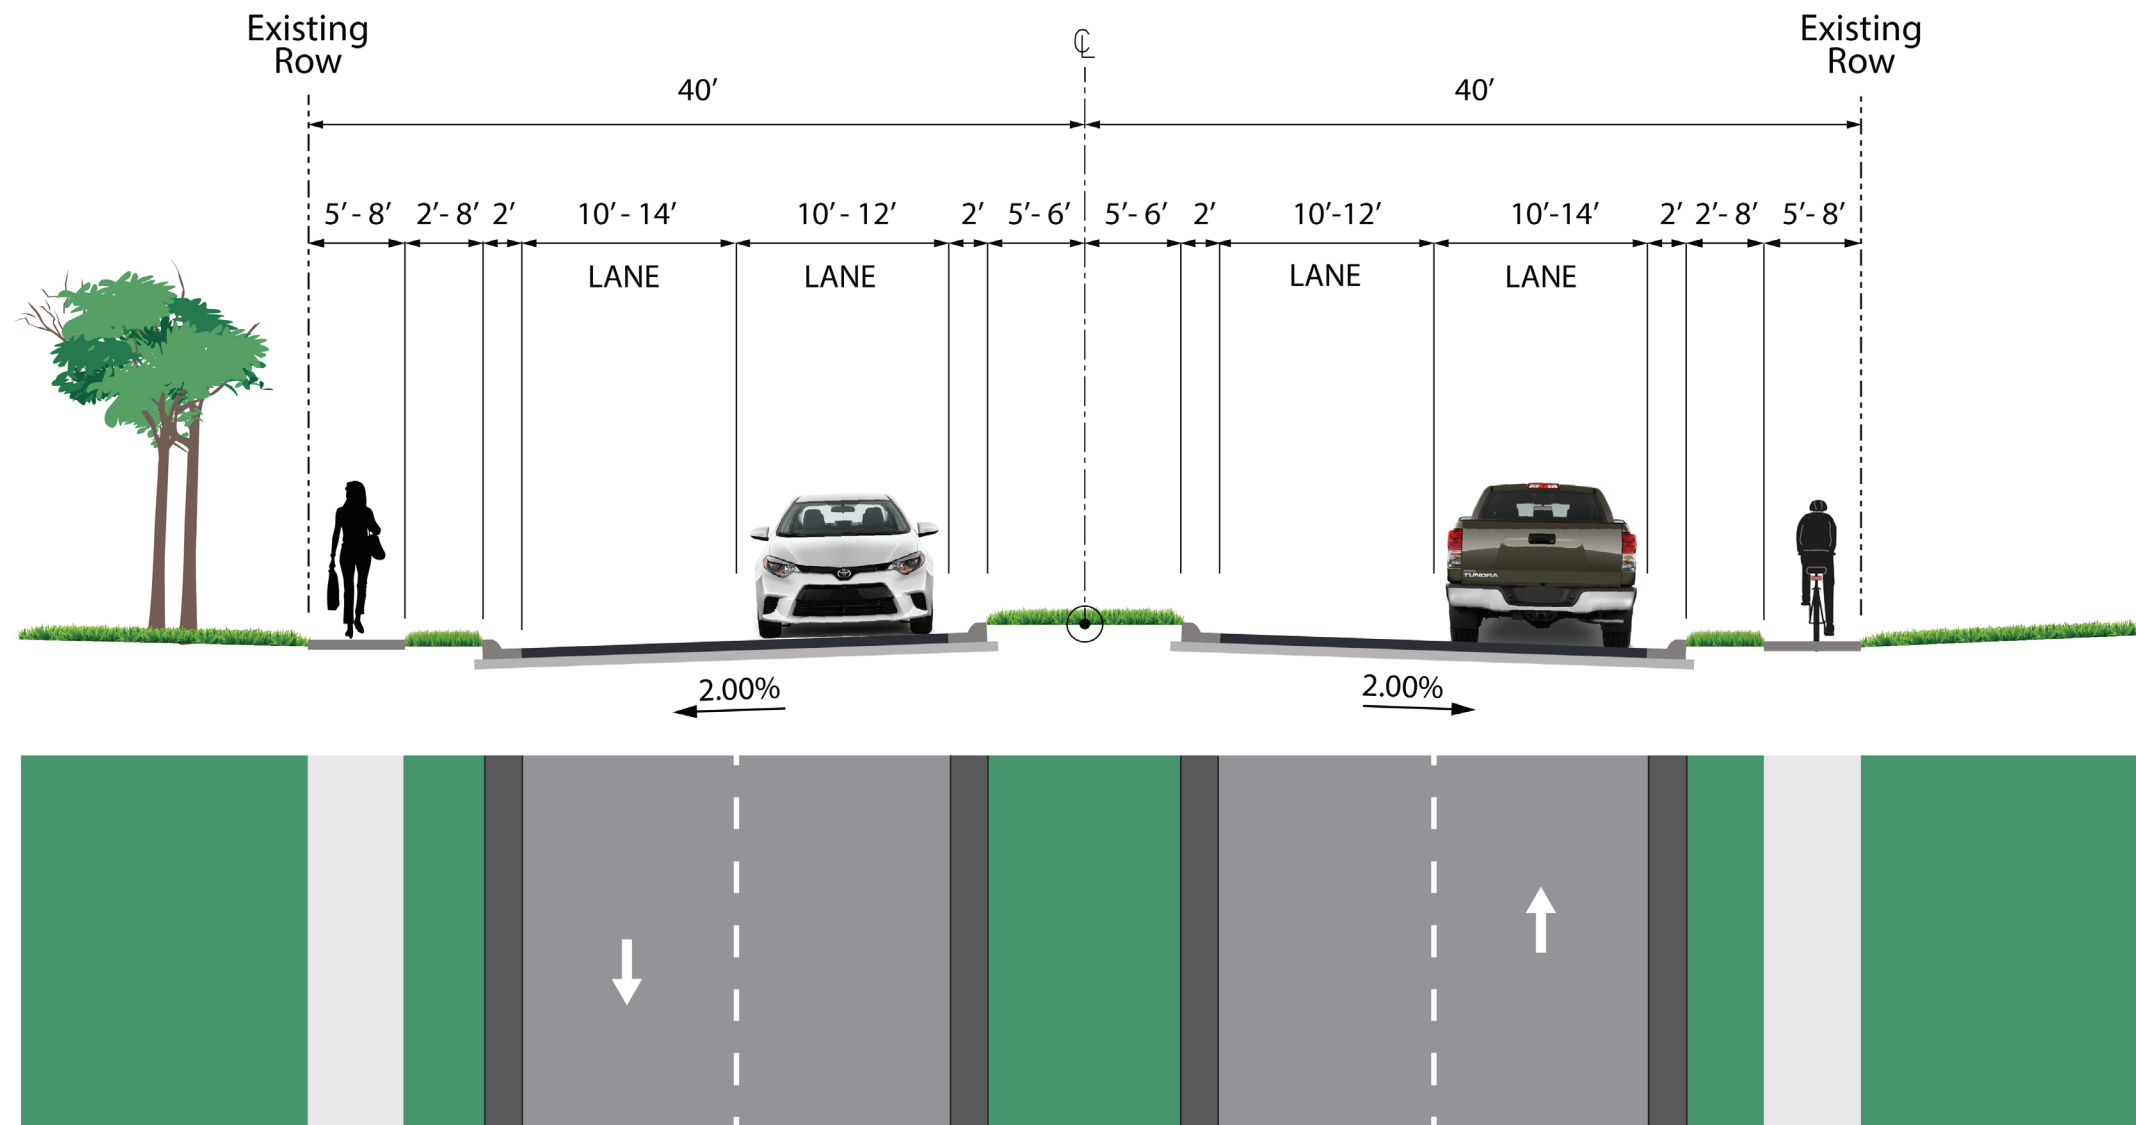 Existing
Row
℄
Existing
Row
40’
40’
5’- 8’ 2’- 8’ 2’ 10’ - 14’ 10’ - 12’ 2’ 5’- 6’ 5’- 6’ 2’ 10’-12’ 10’-14’ 2’ 2’- 8’ 5’- 8’
LANE LANE LANE LANE
TUNDRA
2.00% 2.00%